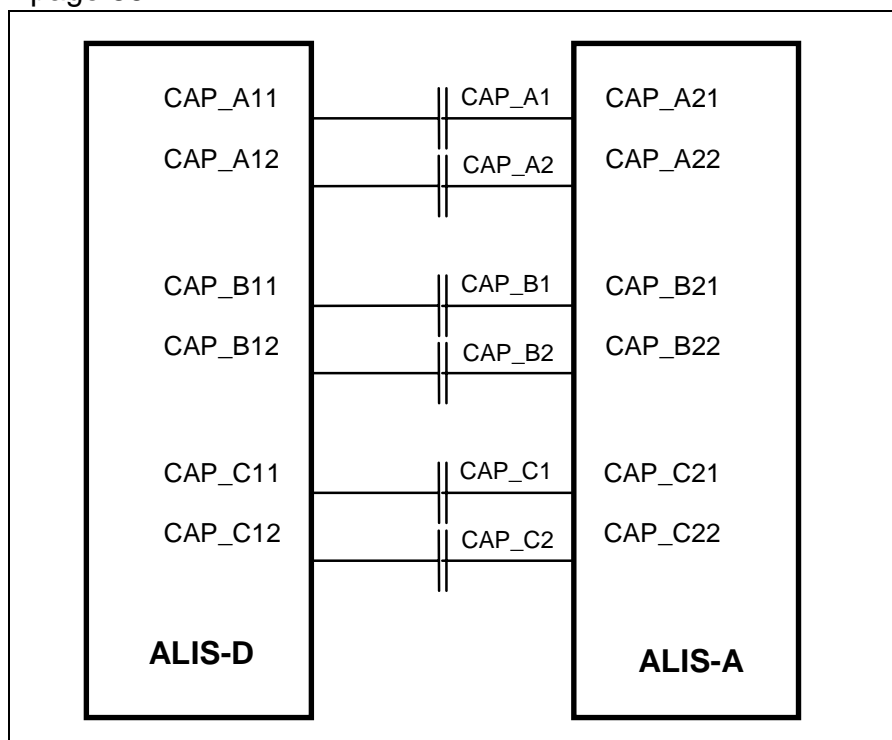 CAP_A11 CAP_A1 CAP_A21
CAP_A12 CAP_A2 CAP_A22
CAP_B11 CAP_B1 CAP_B21
CAP_B12 CAP_B2 CAP_B22
CAP_C11 CAP_C1 CAP_C21
CAP_C12 CAP_C2 CAP_C22
ALIS-D ALIS-A